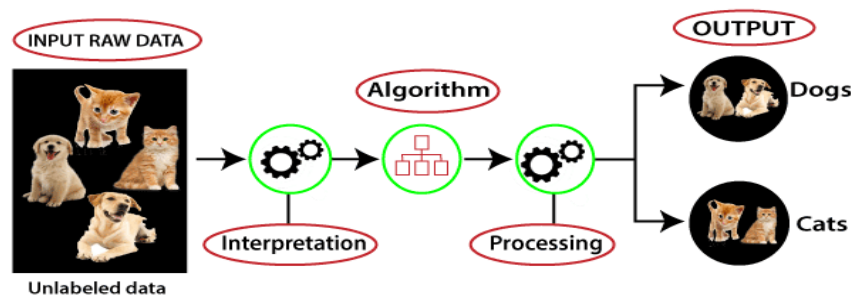 INPUT RAW DATA
Unlabeled data
Interpretation
Algorithm
Processing
OUTPUT
Dogs
Cats